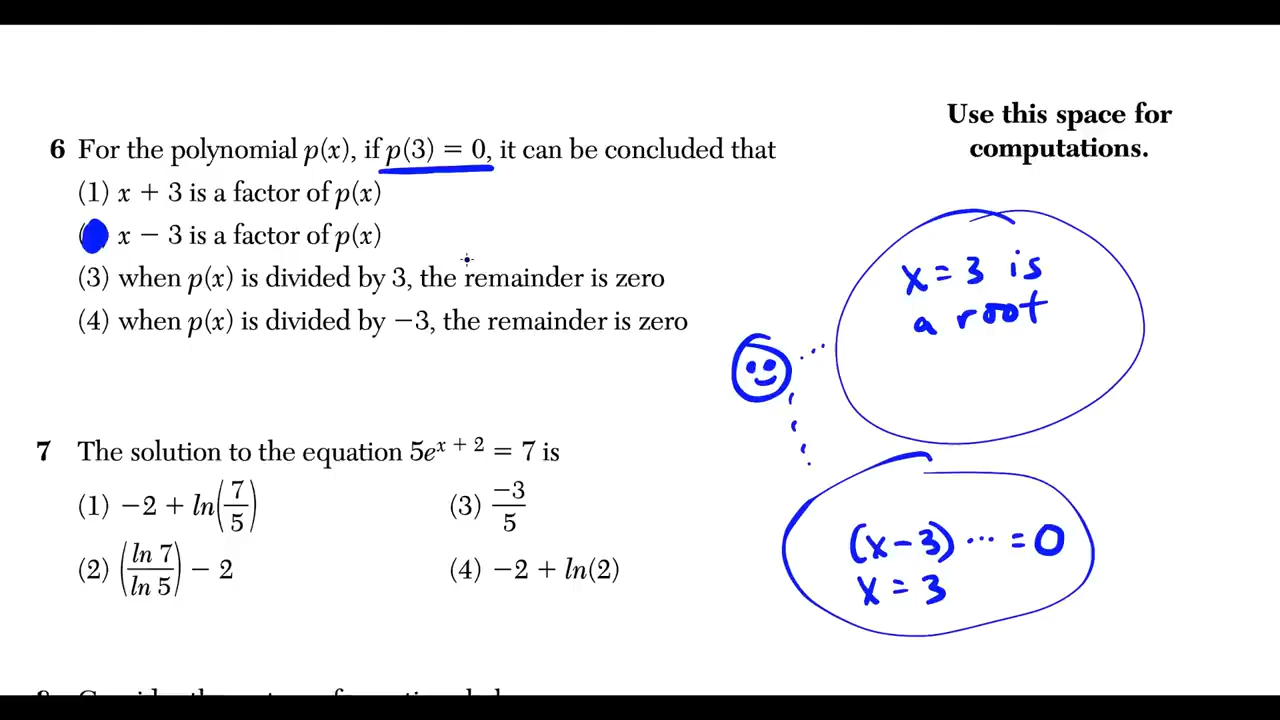 Use this space for
computations.
6 For the polynomial p(x), if p(3) = 0, it can be concluded that
(1) x + 3 is a factor of p(x)
( ) x − 3 is a factor of p(x)
(3) when p(x) is divided by 3, the remainder is zero
(4) when p(x) is divided by −3, the remainder is zero
x = 3 is
a root
7 The solution to the equation 5e^(x + 2) = 7 is
(1) −2 + ln(7/5) (3) −3/5
(2) (ln 7/ln 5) − 2 (4) −2 + ln(2)
(x − 3) ... = 0
x = 3